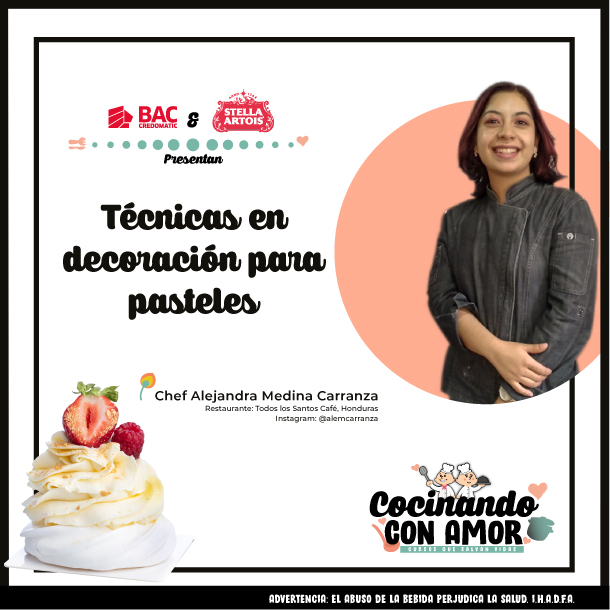 BAC
CREDOMATIC
&
STELLA
ARTOIS
Presentan
Técnicas en
decoración para
pasteles
Chef Alejandra Medina Carranza
Restaurante: Todos los Santos Café, Honduras
Instagram: @alemcarranza
Cocinando
CON AMOR
CURSOS QUE SALVAN VIDAS
ADVERTENCIA: EL ABUSO DE LA BEBIDA PERJUDICA LA SALUD. I.H.A.D.F.A.